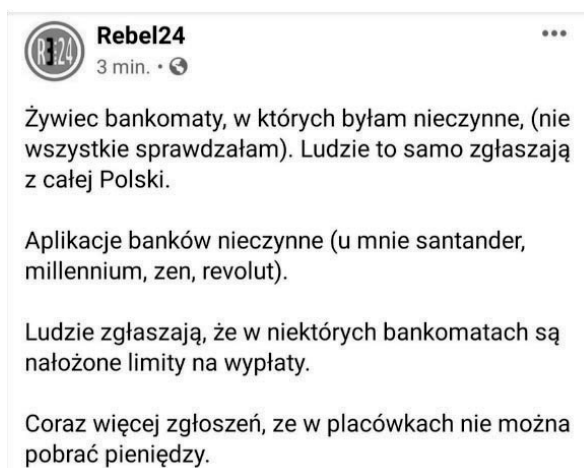 R3:24
Rebel24
3 min.
Żywiec bankomaty, w których byłam nieczynne, (nie
wszystkie sprawdzałam). Ludzie to samo zgłaszają
z całej Polski.
Aplikacje banków nieczynne (u mnie santander,
millennium, zen, revolut).
Ludzie zgłaszają, że w niektórych bankomatach są
nałożone limity na wypłaty.
Coraz więcej zgłoszeń, ze w placówkach nie można
pobrać pieniędzy.